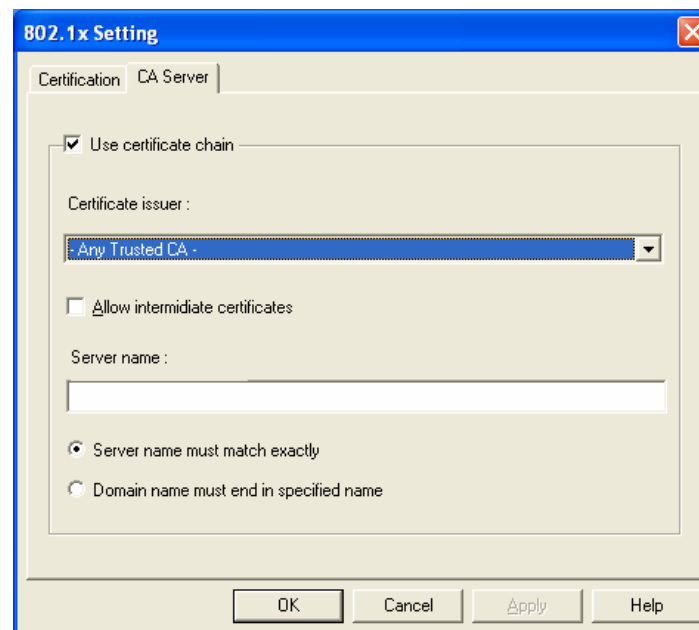 802.1x Setting
Certification CA Server
Use certificate chain
Certificate issuer :
- Any Trusted CA -
Allow intermidiate certificates
Server name :
Server name must match exactly
Domain name must end in specified name
OK Cancel Apply Help